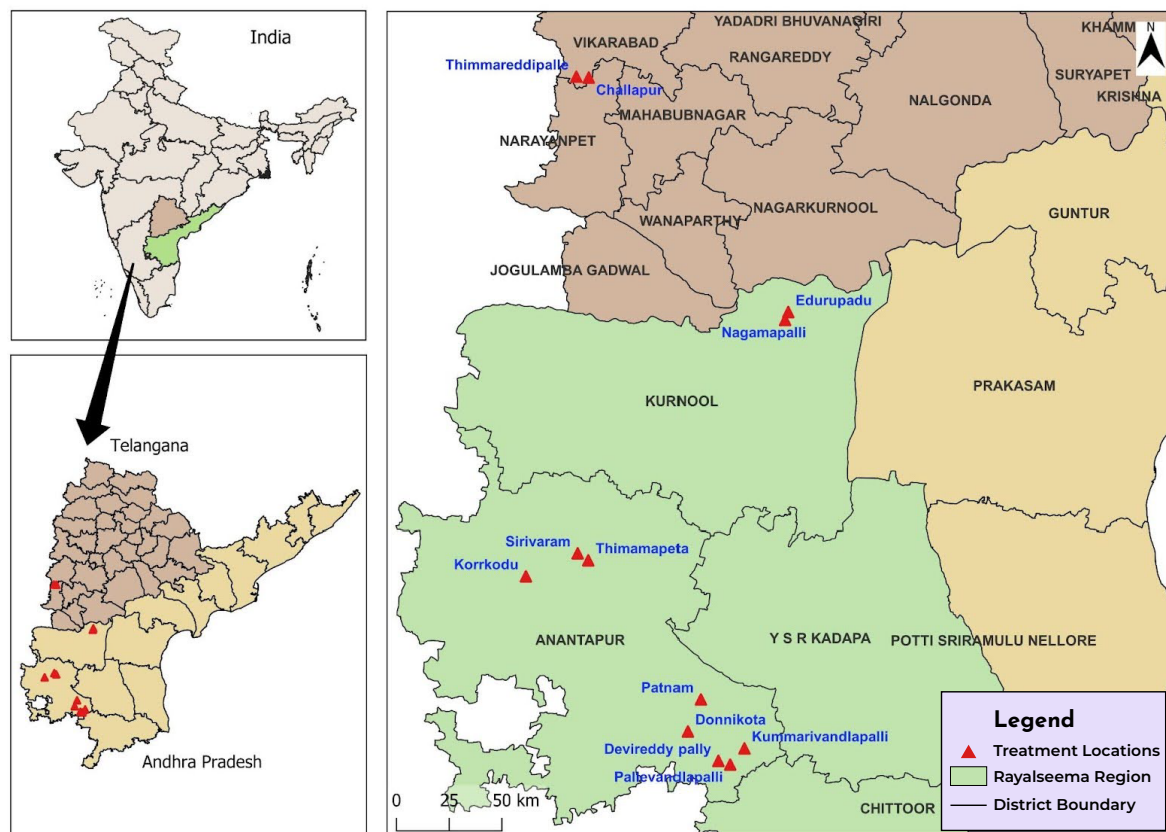 India
Telangana
Andhra Pradesh
YADADRI BHUVANAGIRI
KHAMM
N
VIKARABAD
RANGAREDDY
Thimmareddipalle
SURYAPET
Challapur
KRISHNA
NALGONDA
MAHABUBNAGAR
NARAYANPET
GUNTUR
NAGARKURNOOL
WANAPARTHY
JOGULAMBA GADWAL
Edurupadu
Nagamapalli
PRAKASAM
KURNOOL
Sirivaram
Thimamapeta
Korrkodu
ANANTAPUR
Y S R KADAPA
POTTI SRIRAMULU NELLORE
Patnam
Donnikota
Kummarivandlapalli
Devireddy pally
Pallevandlapalli
CHITTOOR
0 25 50 km
Legend
Treatment Locations
Rayalseema Region
District Boundary